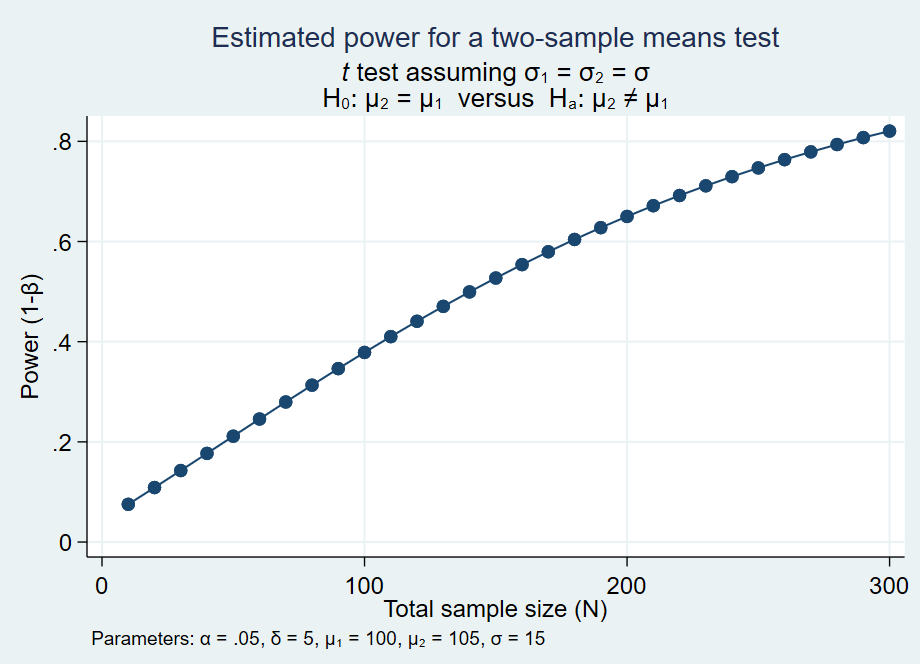 Estimated power for a two-sample means test
t test assuming σ₁ = σ₂ = σ
H₀: μ₂ = μ₁ versus Hₐ: μ₂ ≠ μ₁
Power (1-β)
.8
.6
.4
.2
0
0 100 200 300
Total sample size (N)
Parameters: α = .05, δ = 5, μ₁ = 100, μ₂ = 105, σ = 15